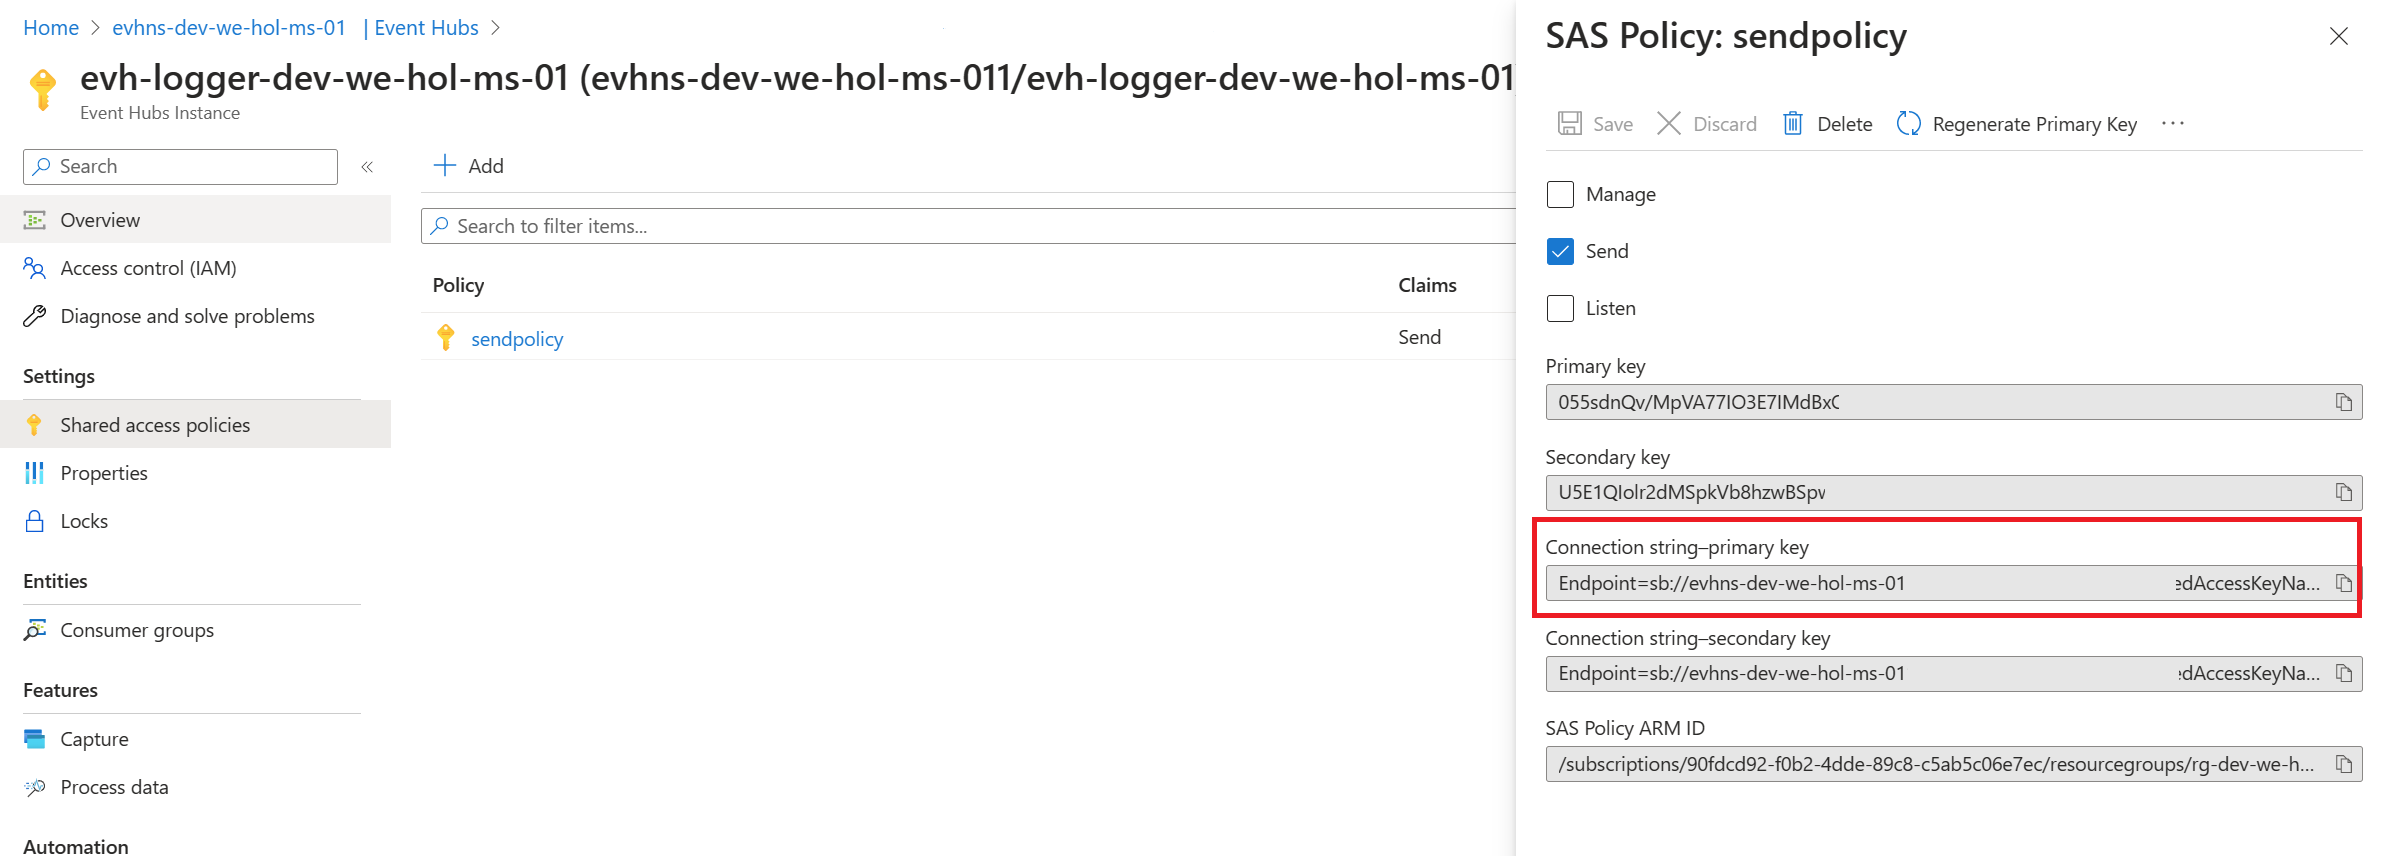 Home > evhns-dev-we-hol-ms-01 | Event Hubs >
evh-logger-dev-we-hol-ms-01 (evhns-dev-we-hol-ms-011/evh-logger-dev-we-hol-ms-01
Event Hubs Instance
Search
«
Overview
Access control (IAM)
Diagnose and solve problems
Settings
Shared access policies
Properties
Locks
Entities
Consumer groups
Features
Capture
Process data
Automation
Add
Search to filter items...
Policy Claims
sendpolicy Send
SAS Policy: sendpolicy
Save Discard Delete Regenerate Primary Key ...
Manage
Send
Listen
Primary key
055sdnQv/MpVA77IO3E7IMdBxC
Secondary key
U5E1QIolr2dMSpkVb8hzwBSpv
Connection string–primary key
Endpoint=sb://evhns-dev-we-hol-ms-01 edAccessKeyNa...
Connection string–secondary key
Endpoint=sb://evhns-dev-we-hol-ms-01 edAccessKeyNa...
SAS Policy ARM ID
/subscriptions/90fdcd92-f0b2-4dde-89c8-c5ab5c06e7ec/resourcegroups/rg-dev-we-h...